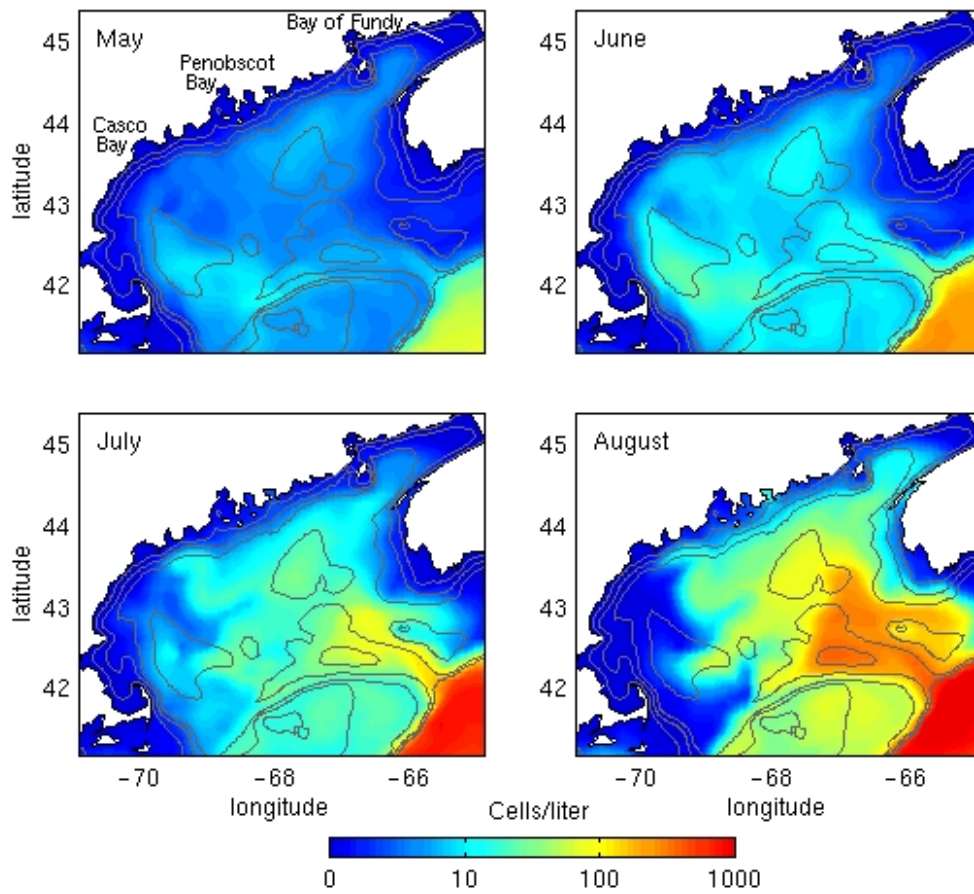 May
Bay of Fundy
Penobscot
Bay
Casco
Bay
45
44
43
42
latitude
June
45
44
43
42
July
45
44
43
42
latitude
-70
-68
-66
longitude
August
45
44
43
42
-70
-68
-66
longitude
Cells/liter
0
10
100
1000